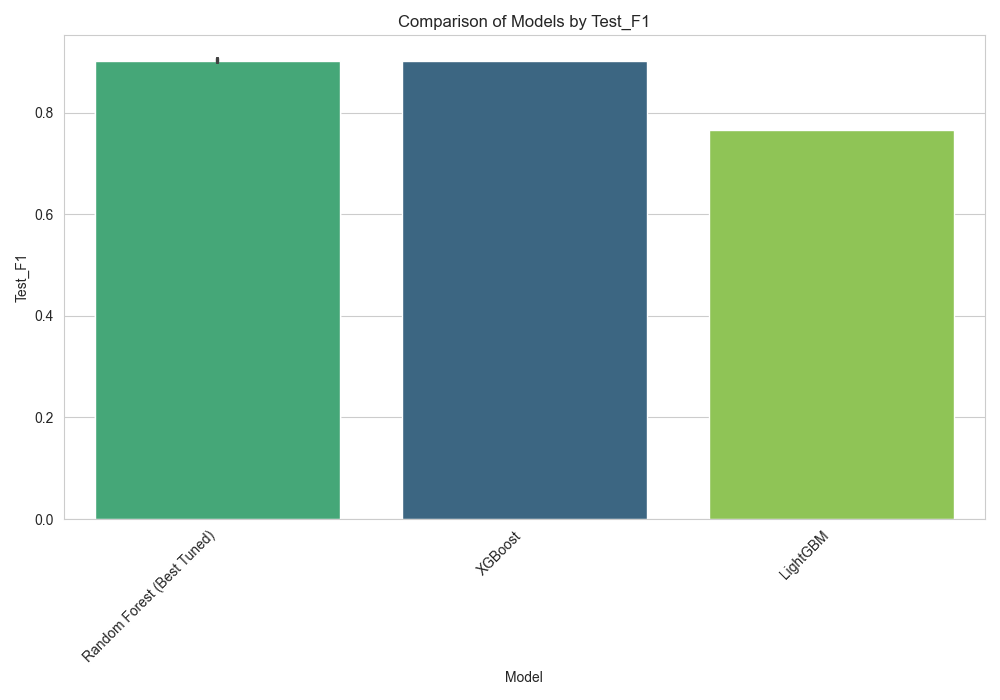 Comparison of Models by Test_F1
Test_F1
0.8
0.6
0.4
0.2
0.0
Random Forest (Best Tuned)
XGBoost
LightGBM
Model